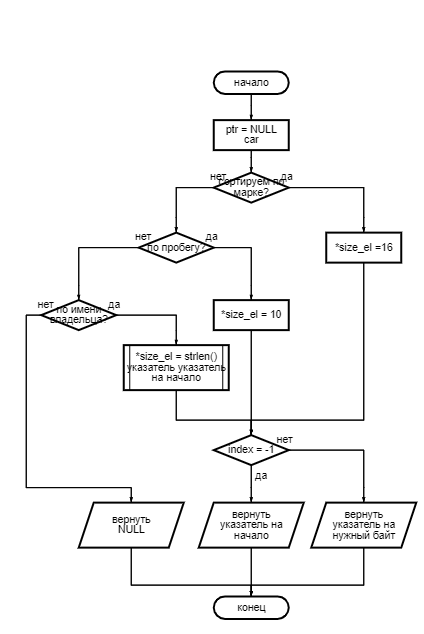 начало
ptr = NULL
car
нет
да
сортируем по
марке?
нет
да
по пробегу?
*size_el =16
нет
да
по имени
владельца?
*size_el = 10
*size_el = strlen()
указатель указатель
на начало
index = -1
нет
да
вернуть
NULL
вернуть
указатель на
начало
вернуть
указатель на
нужный байт
конец